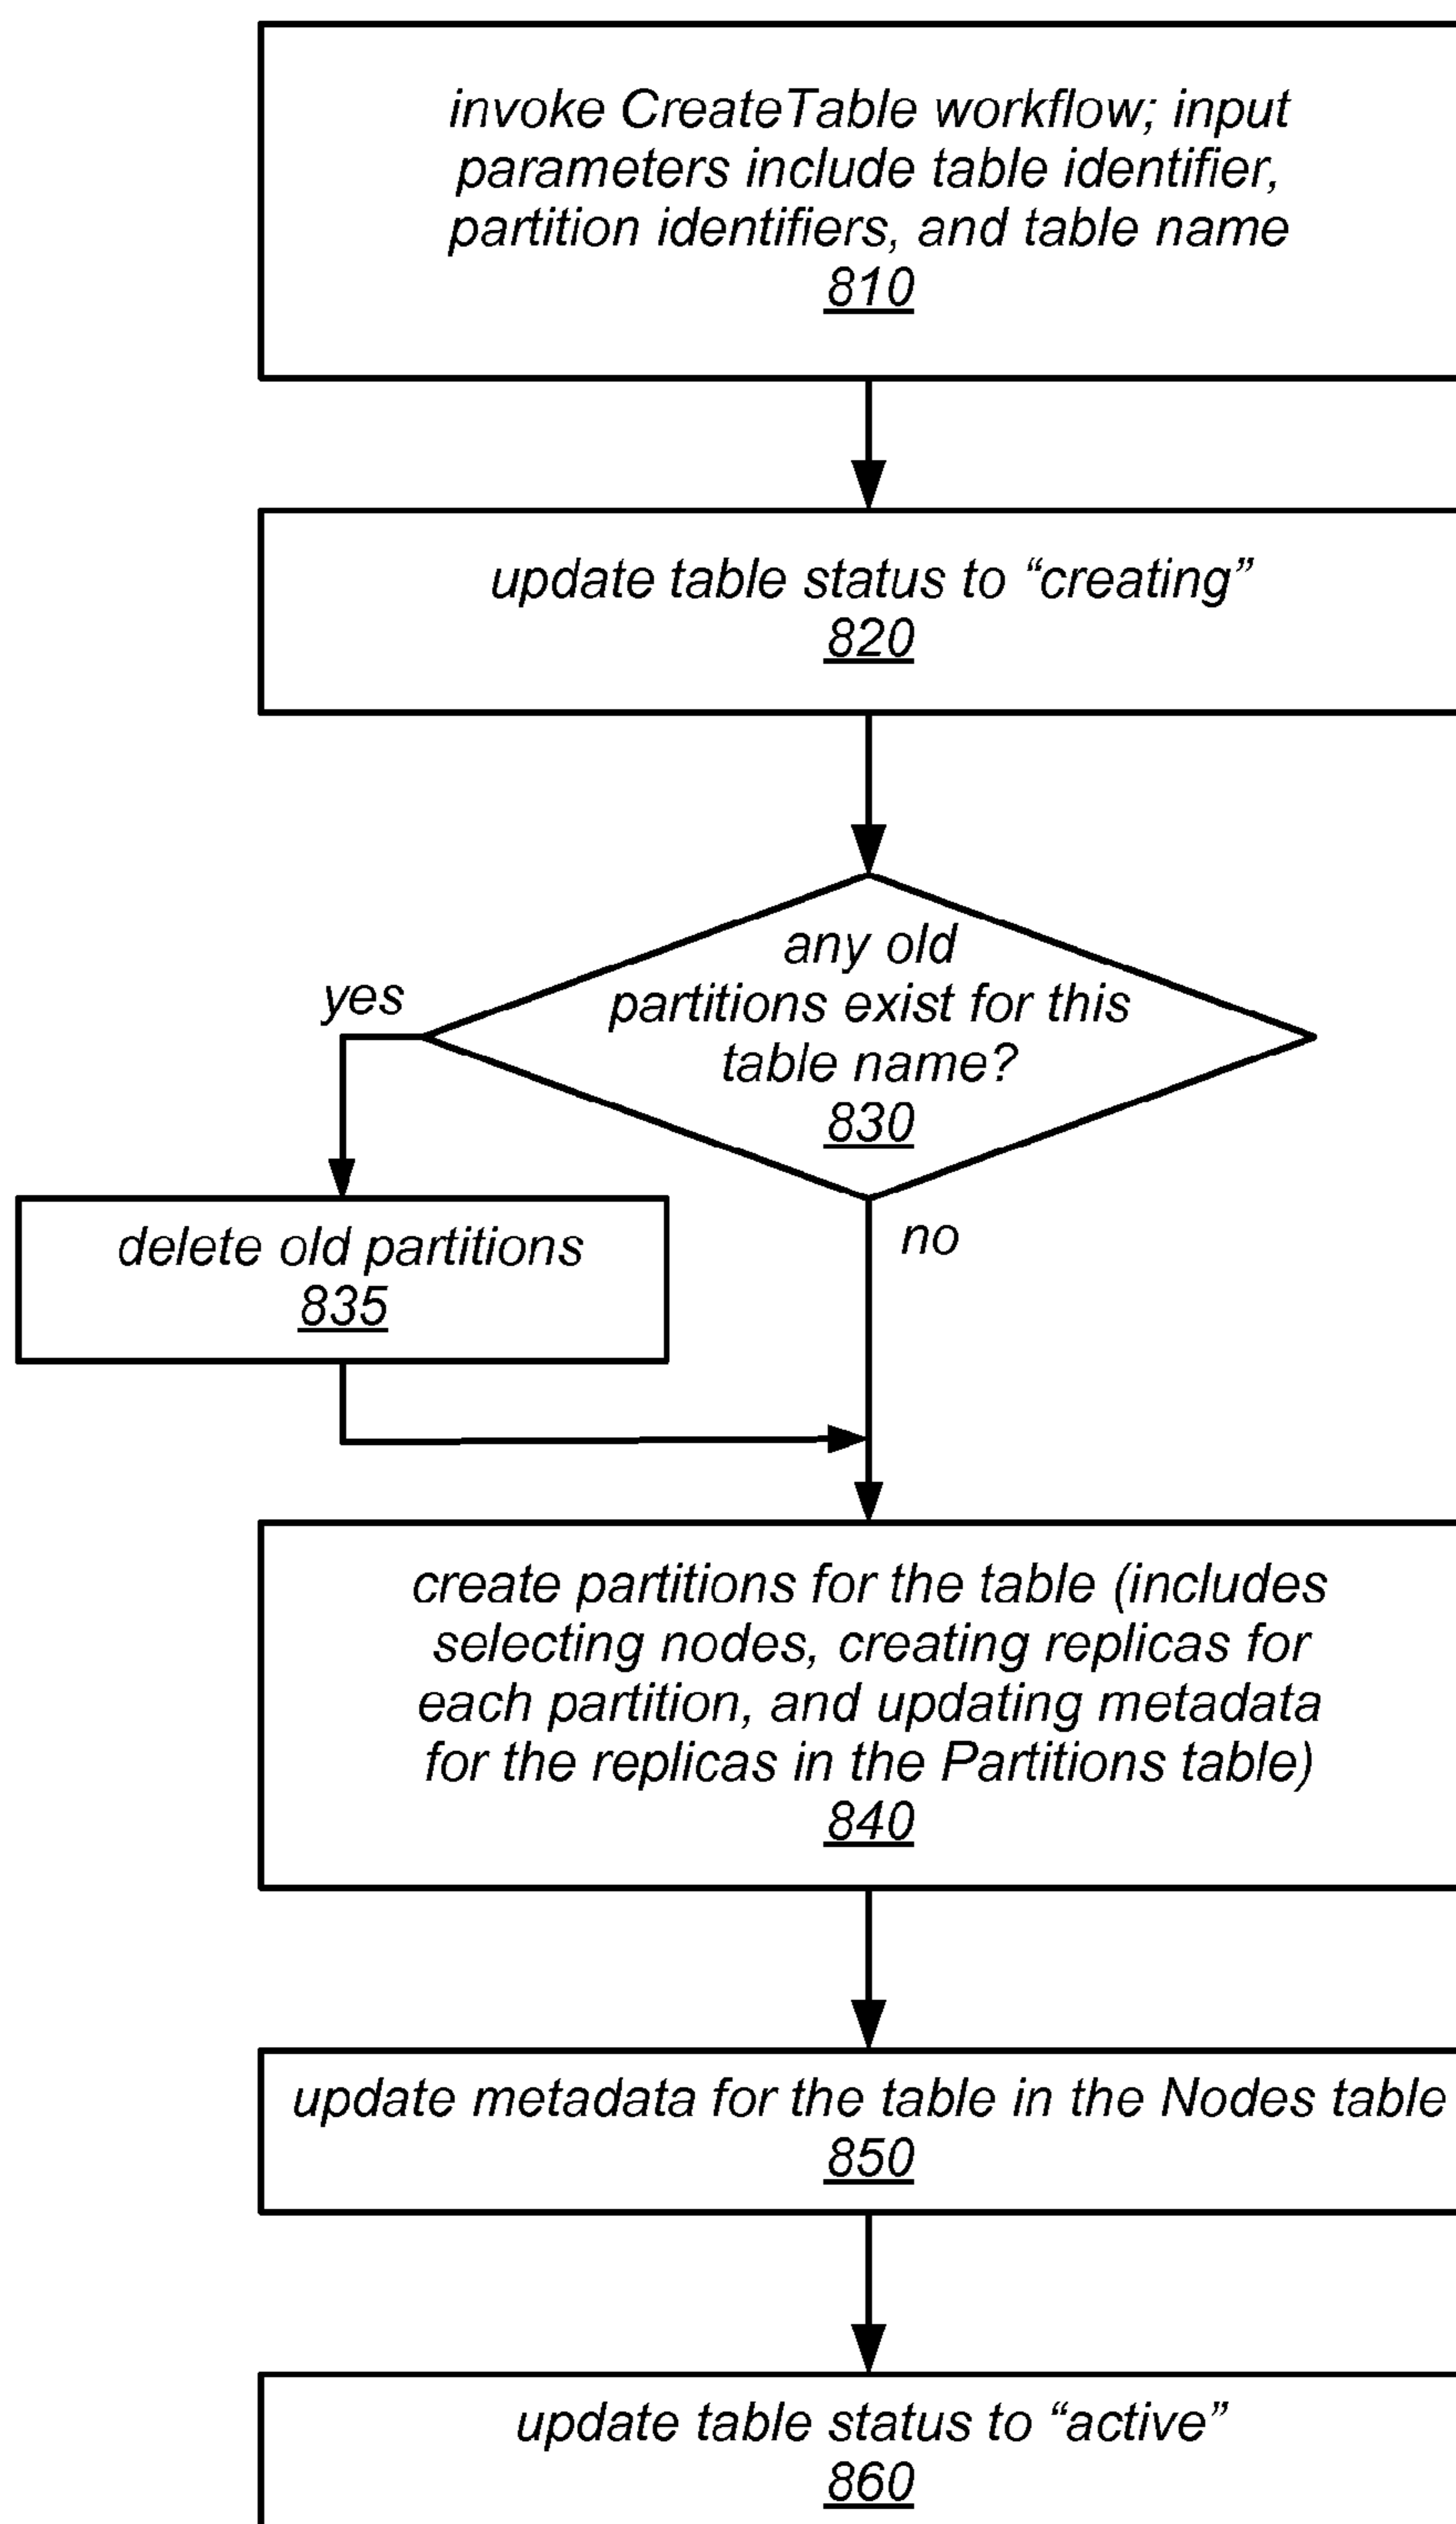 invoke CreateTable workflow; input
parameters include table identifier,
partition identifiers, and table name
810
update table status to “creating”
820
any old
partitions exist for this
table name?
830
yes
no
delete old partitions
835
create partitions for the table (includes
selecting nodes, creating replicas for
each partition, and updating metadata
for the replicas in the Partitions table)
840
update metadata for the table in the Nodes table
850
update table status to “active”
860